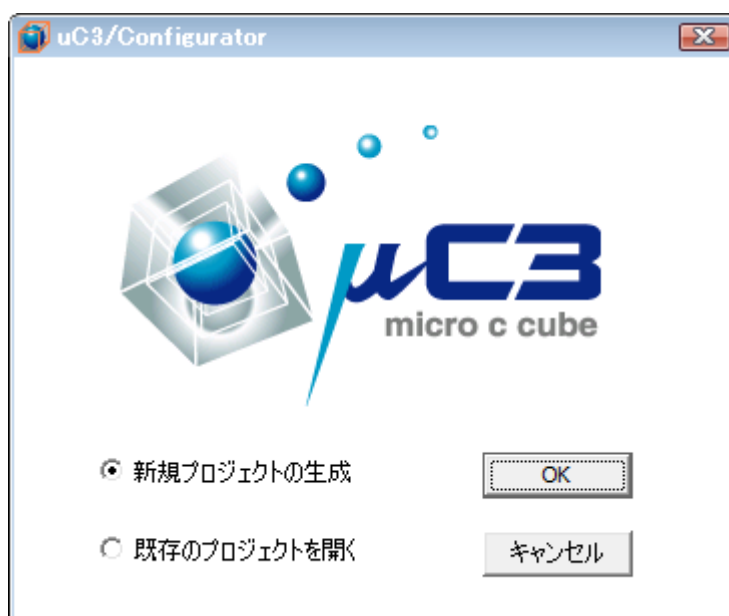 uC3/Configurator
μC3
micro c cube
新規プロジェクトの生成
OK
既存のプロジェクトを開く
キャンセル